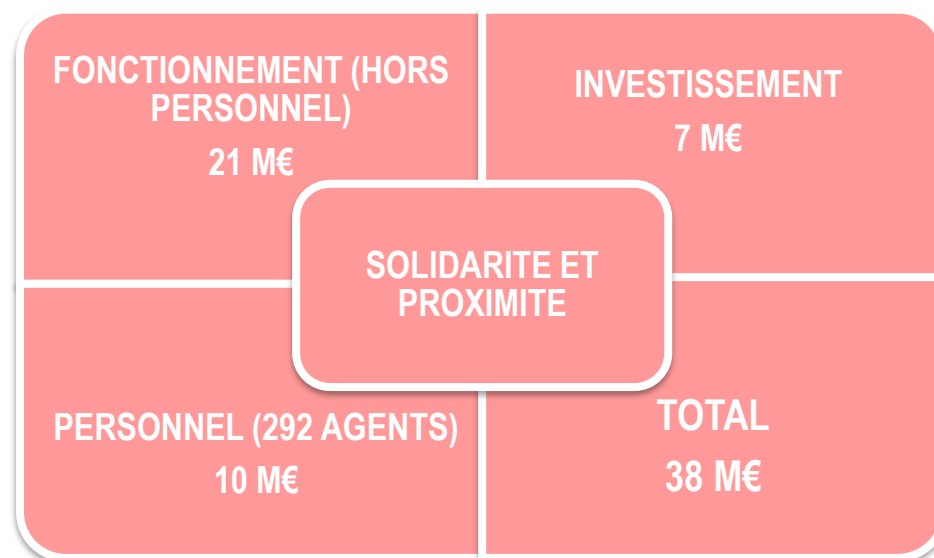 FONCTIONNEMENT (HORS
PERSONNEL)
21 M€
INVESTISSEMENT
7 M€
SOLIDARITE ET
PROXIMITE
PERSONNEL (292 AGENTS)
10 M€
TOTAL
38 M€